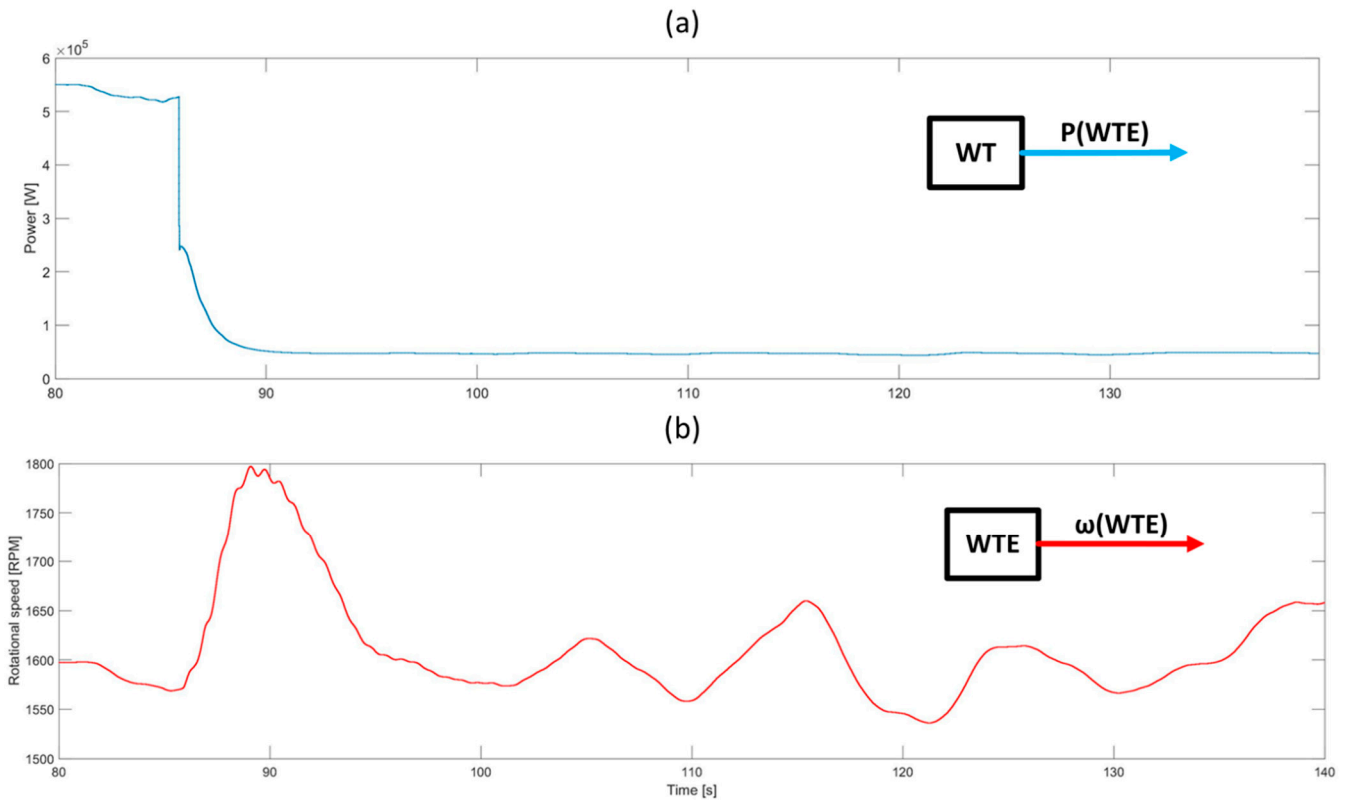 (a)
×10⁵
6
5
4
3
2
1
0
Power [W]
WT
P(WTE)
80 90 100 110 120 130
(b)
1800
1750
1700
1650
1600
1550
1500
Rotational speed [RPM]
WTE
ω(WTE)
80 90 100 110 120 130 140
Time [s]